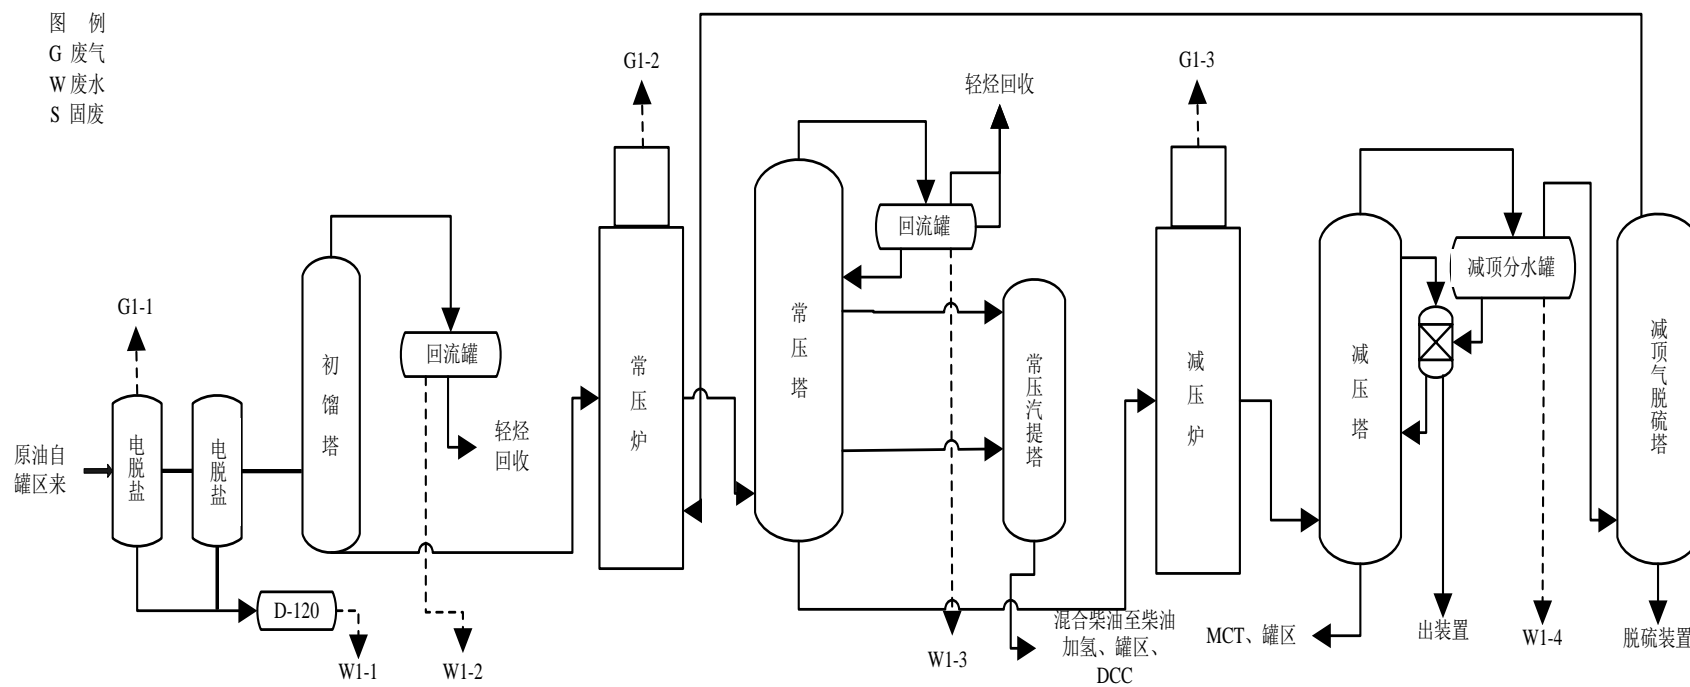 图 例
G 废气
W 废水
S 固废
G1-1
原油自
罐区来
电脱盐
电脱盐
D-120
W1-1
初馏塔
回流罐
轻烃
回收
W1-2
G1-2
常压炉
常压塔
回流罐
轻烃回收
常压汽提塔
W1-3
混合柴油至柴油
加氢、罐区、
DCC
G1-3
减压炉
减压塔
减顶分水罐
MCT、罐区
出装置
W1-4
减顶气脱硫塔
脱硫装置